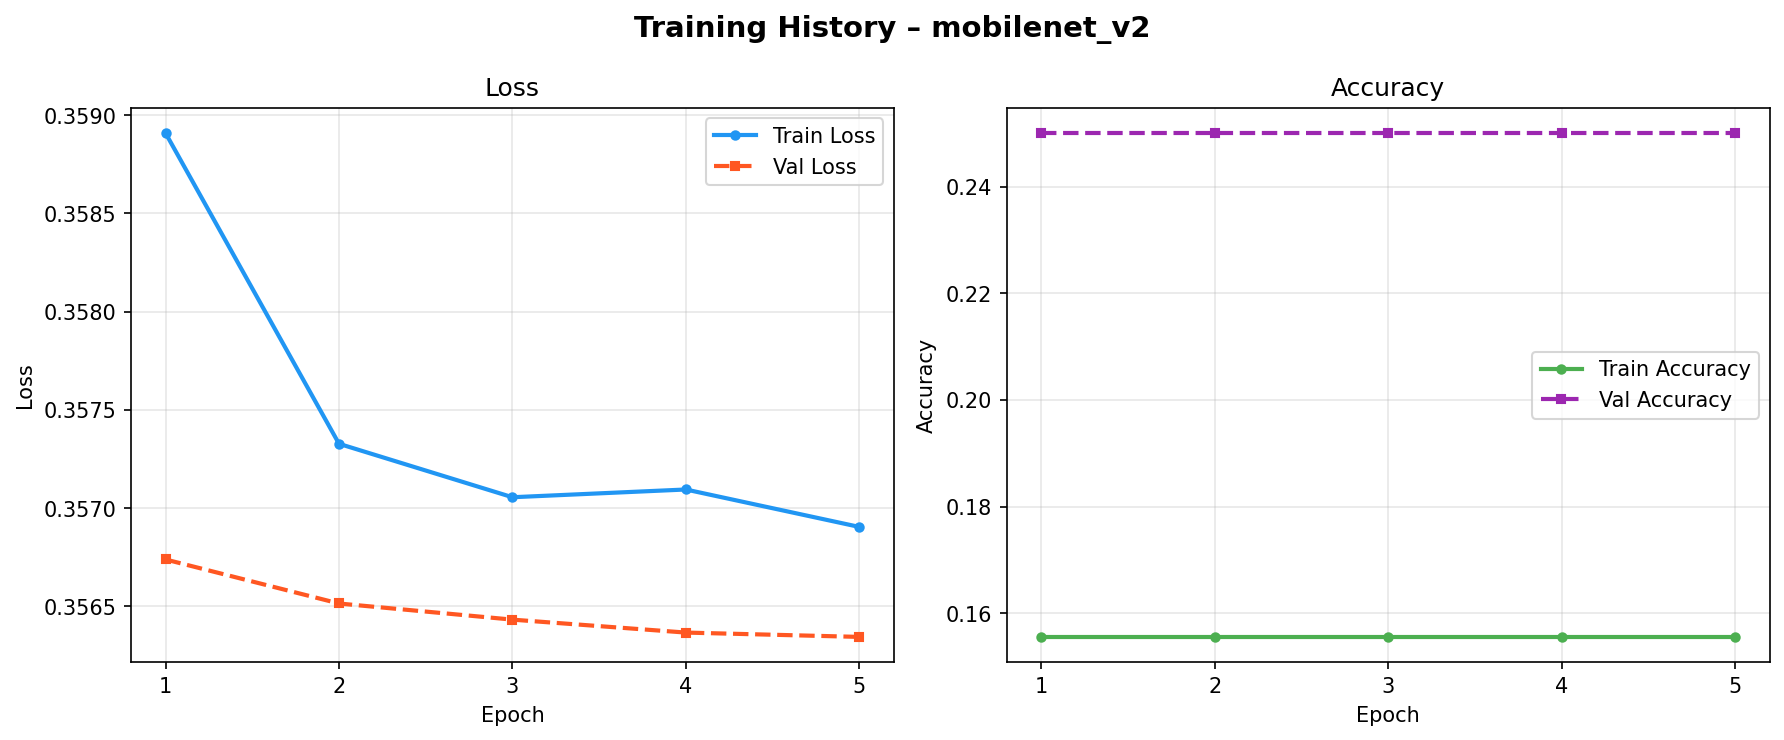 Training History – mobilenet_v2
Loss
0.3590
0.3585
0.3580
0.3575
0.3570
0.3565
Loss
1 2 3 4 5
Epoch
Train Loss
Val Loss
Accuracy
0.24
0.22
0.20
0.18
0.16
Accuracy
1 2 3 4 5
Epoch
Train Accuracy
Val Accuracy